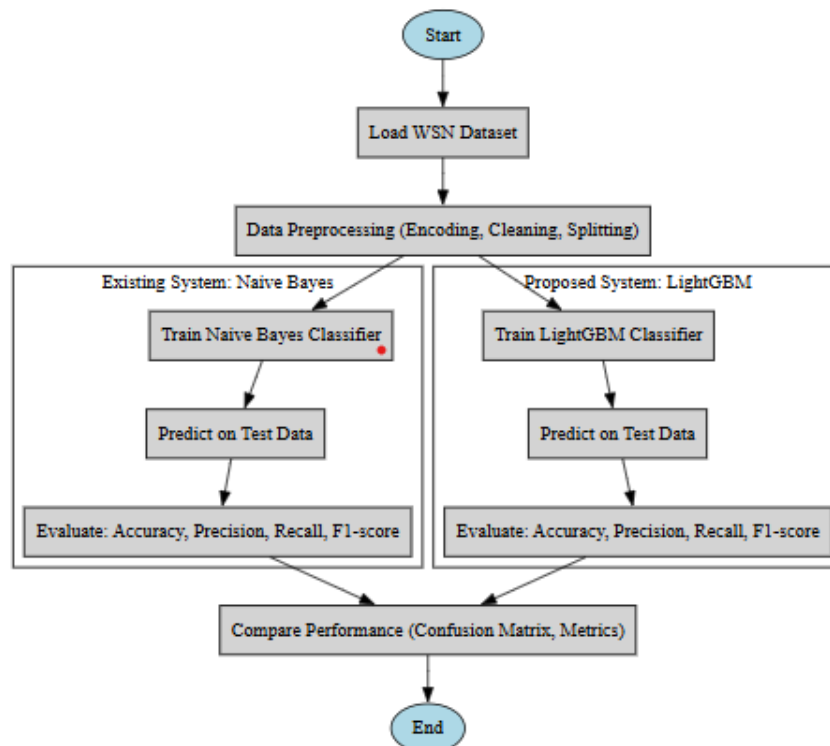 Start
Load WSN Dataset
Data Preprocessing (Encoding, Cleaning, Splitting)
Existing System: Naive Bayes
Train Naive Bayes Classifier
Predict on Test Data
Evaluate: Accuracy, Precision, Recall, F1-score
Proposed System: LightGBM
Train LightGBM Classifier
Predict on Test Data
Evaluate: Accuracy, Precision, Recall, F1-score
Compare Performance (Confusion Matrix, Metrics)
End